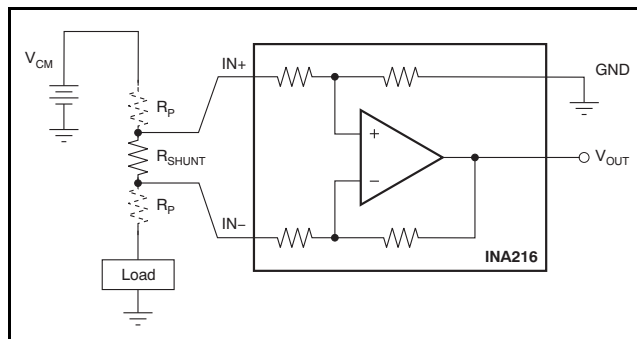 V_CM
IN+
GND
R_P
+
R_SHUNT
V_OUT
−
R_P
IN−
INA216
Load